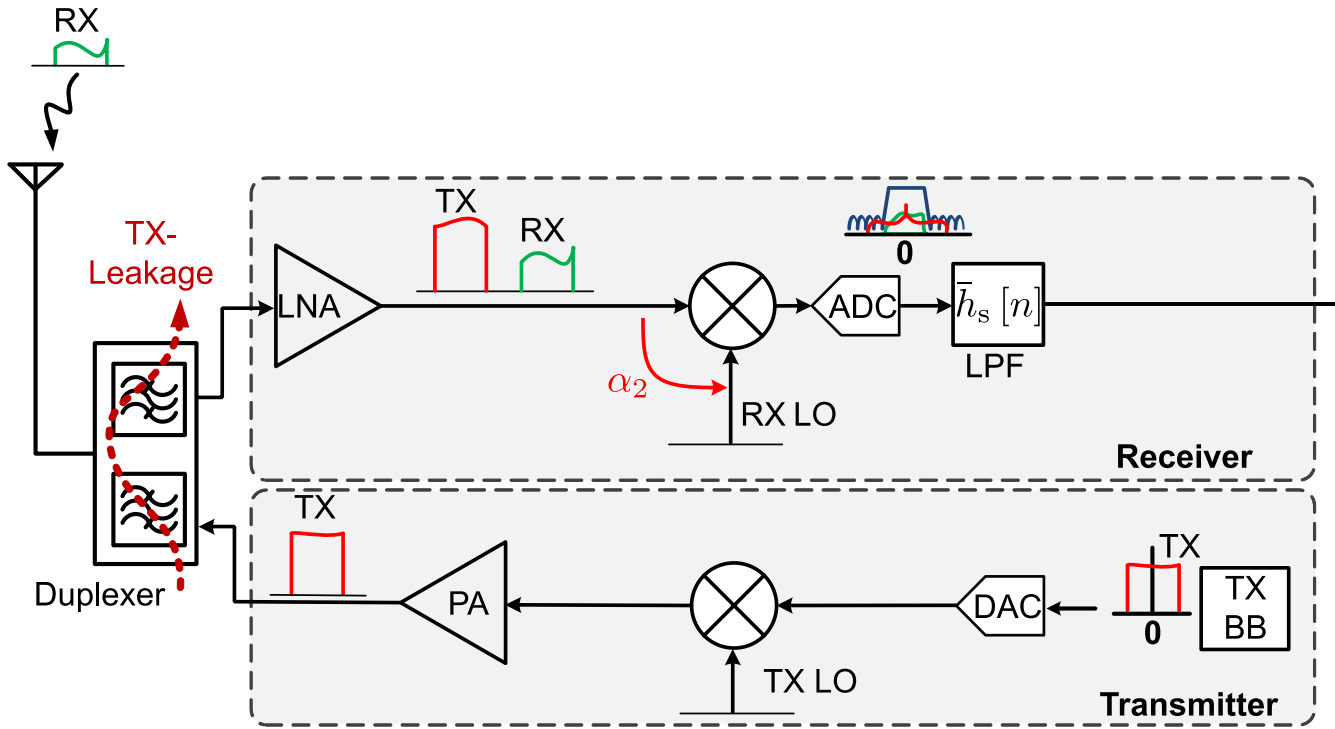 RX
TX-
Leakage
TX
RX
0
LNA
ADC
h̄ₛ [n]
LPF
α₂
RX LO
Receiver
Duplexer
TX
PA
TX LO
DAC
TX
0
TX
BB
Transmitter